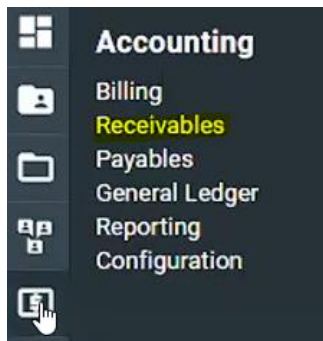 Accounting
Billing
Receivables
Payables
General Ledger
Reporting
Configuration